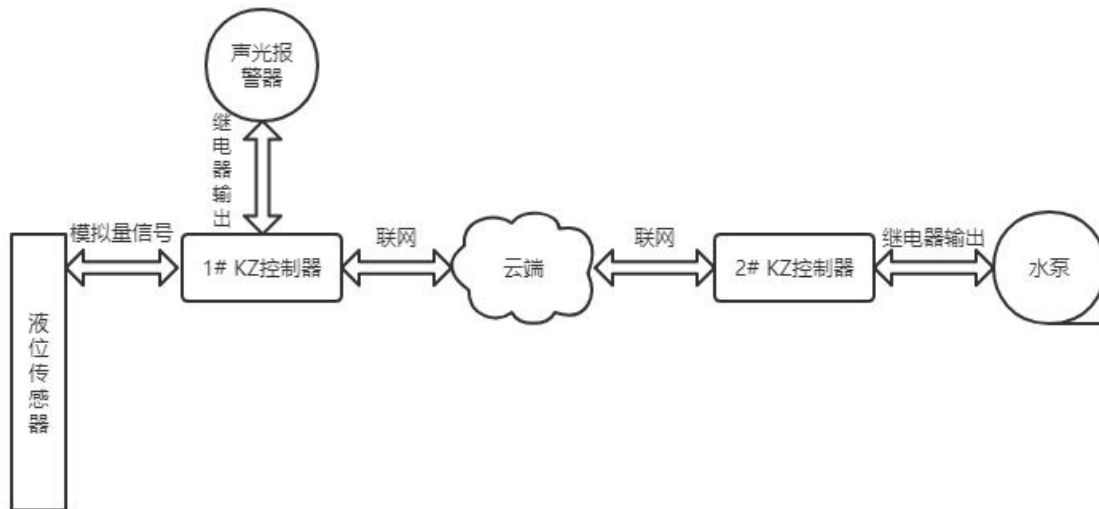 声光报
警器
继电器输出
模拟量信号
1# KZ控制器
联网
云端
联网
2# KZ控制器
继电器输出
水泵
液位传感器